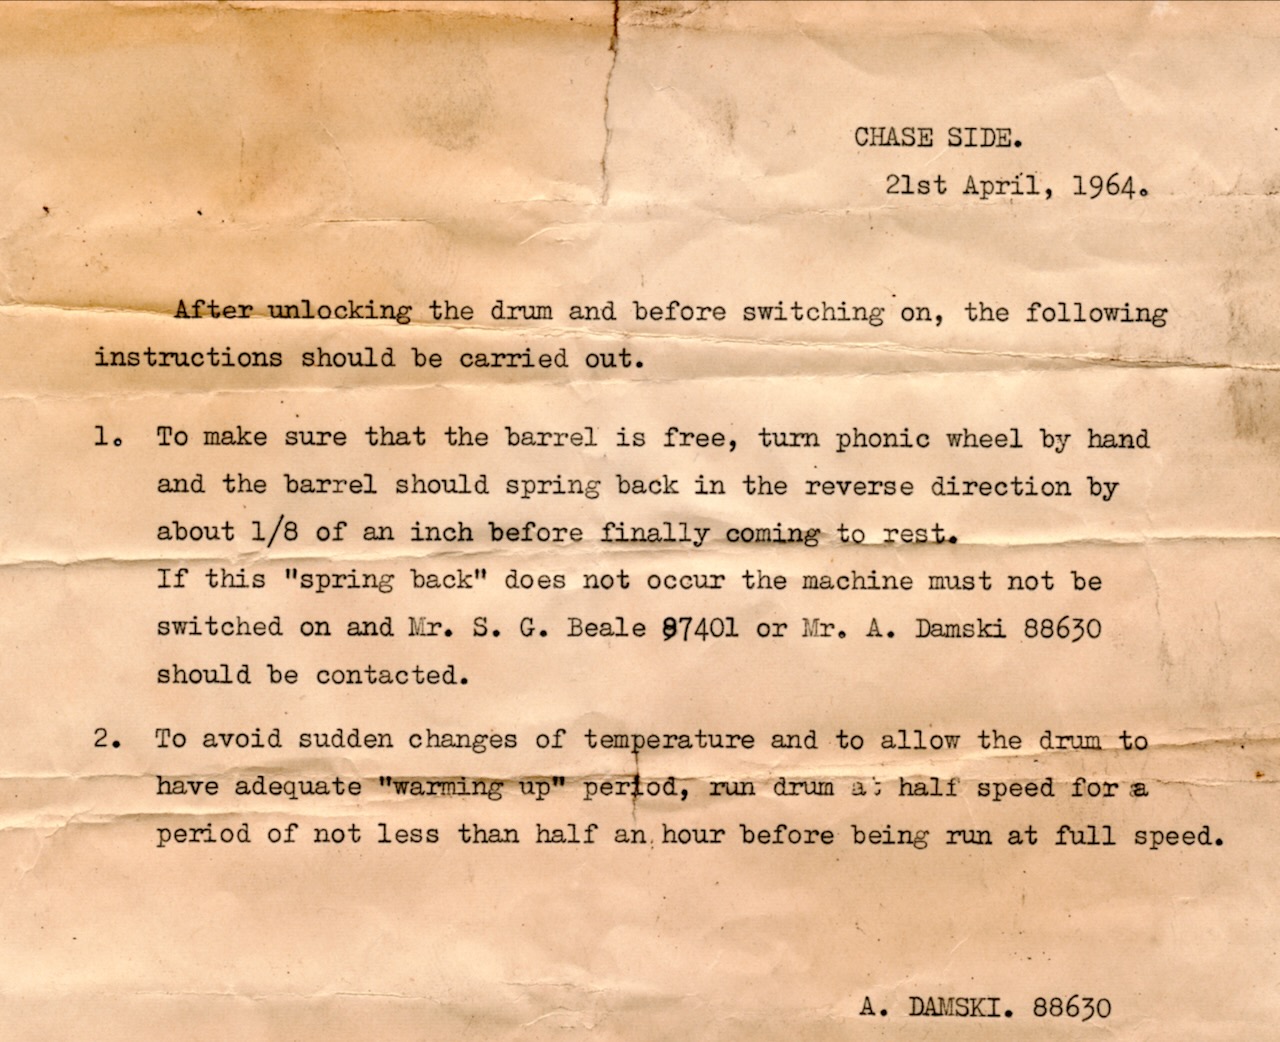 CHASE SIDE.
21st April, 1964.
After unlocking the drum and before switching on, the following
instructions should be carried out.
1. To make sure that the barrel is free, turn phonic wheel by hand
and the barrel should spring back in the reverse direction by
about 1/8 of an inch before finally coming to rest.
If this "spring back" does not occur the machine must not be
switched on and Mr. S. G. Beale 87401 or Mr. A. Damski 88630
should be contacted.
2. To avoid sudden changes of temperature and to allow the drum to
have adequate "warming up" period, run drum at half speed for a
period of not less than half an hour before being run at full speed.
A. DAMSKI. 88630